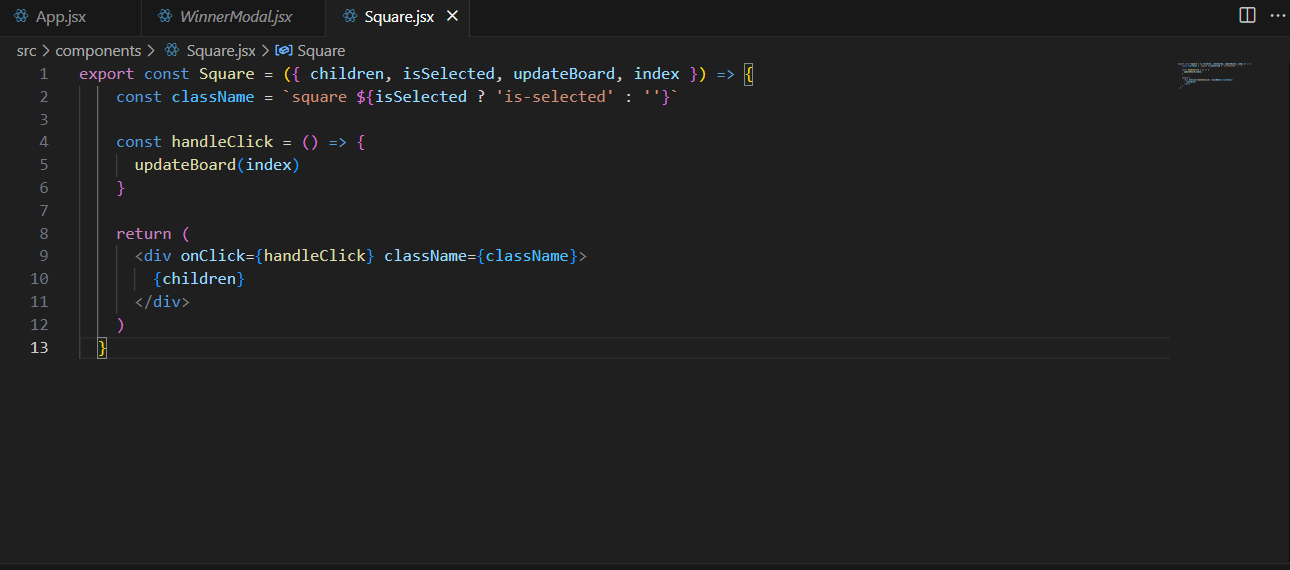 App.jsx WinnerModal.jsx Square.jsx
src > components > Square.jsx > Square
1 export const Square = ({ children, isSelected, updateBoard, index }) => {
2 const className = `square ${isSelected ? 'is-selected' : ''}`
3
4 const handleClick = () => {
5 updateBoard(index)
6 }
7
8 return (
9 <div onClick={handleClick} className={className}>
10 {children}
11 </div>
12 )
13 }